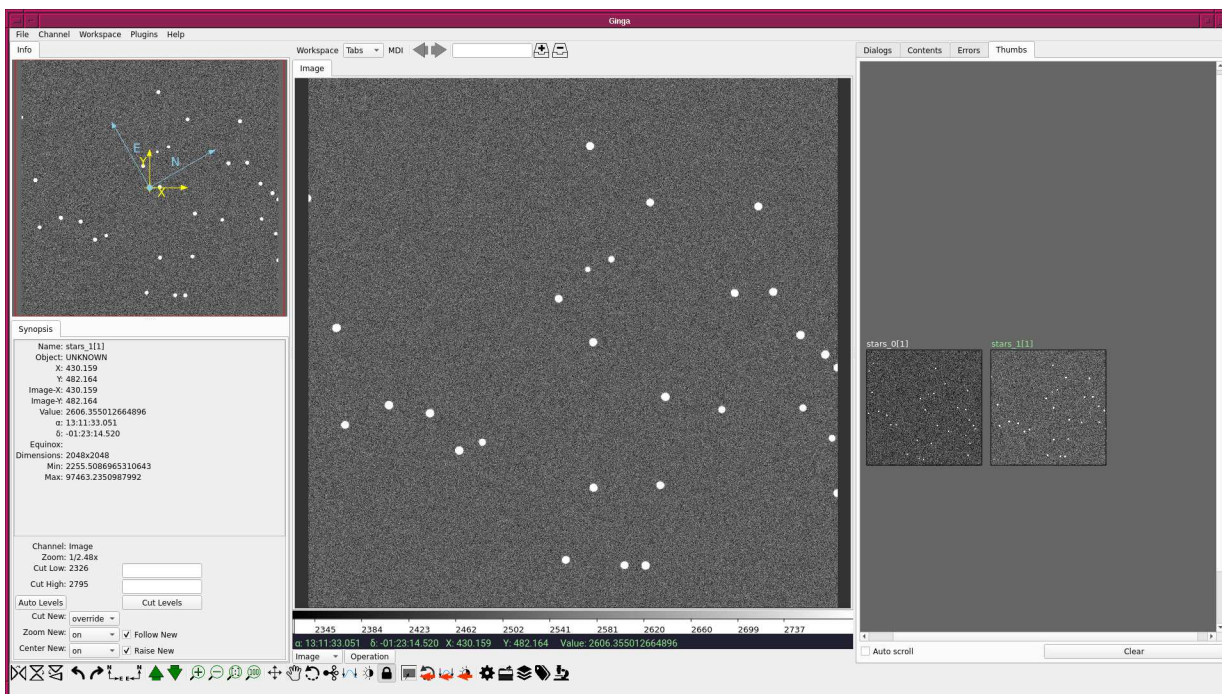 Ginga
File Channel Workspace Plugins Help
Info
Workspace Tabs MDI
Dialogs Contents Errors Thumbs
Image
E
Y
N
X
stars_0[1] stars_1[1]
Synopsis
Name: stars_1[1]
Object: UNKNOWN
X: 430.159
Y: 482.164
Image-X: 430.159
Image-Y: 482.164
Value: 2606.355012664896
α: 13:11:33.051
δ: -01:23:14.520
Equinox:
Dimensions: 2048x2048
Min: 2255.5086965310643
Max: 97463.2350987992
Channel: Image
Zoom: 1/2.48x
Cut Low: 2326
Cut High: 2795
Auto Levels Cut Levels
Cut New: override
Zoom New: on Follow New
Center New: on Raise New
2345 2384 2423 2462 2502 2541 2581 2620 2660 2699 2737
α: 13:11:33.051 δ: -01:23:14.520 X: 430.159 Y: 482.164 Value: 2606.355012664896
Image Operation
Auto scroll Clear